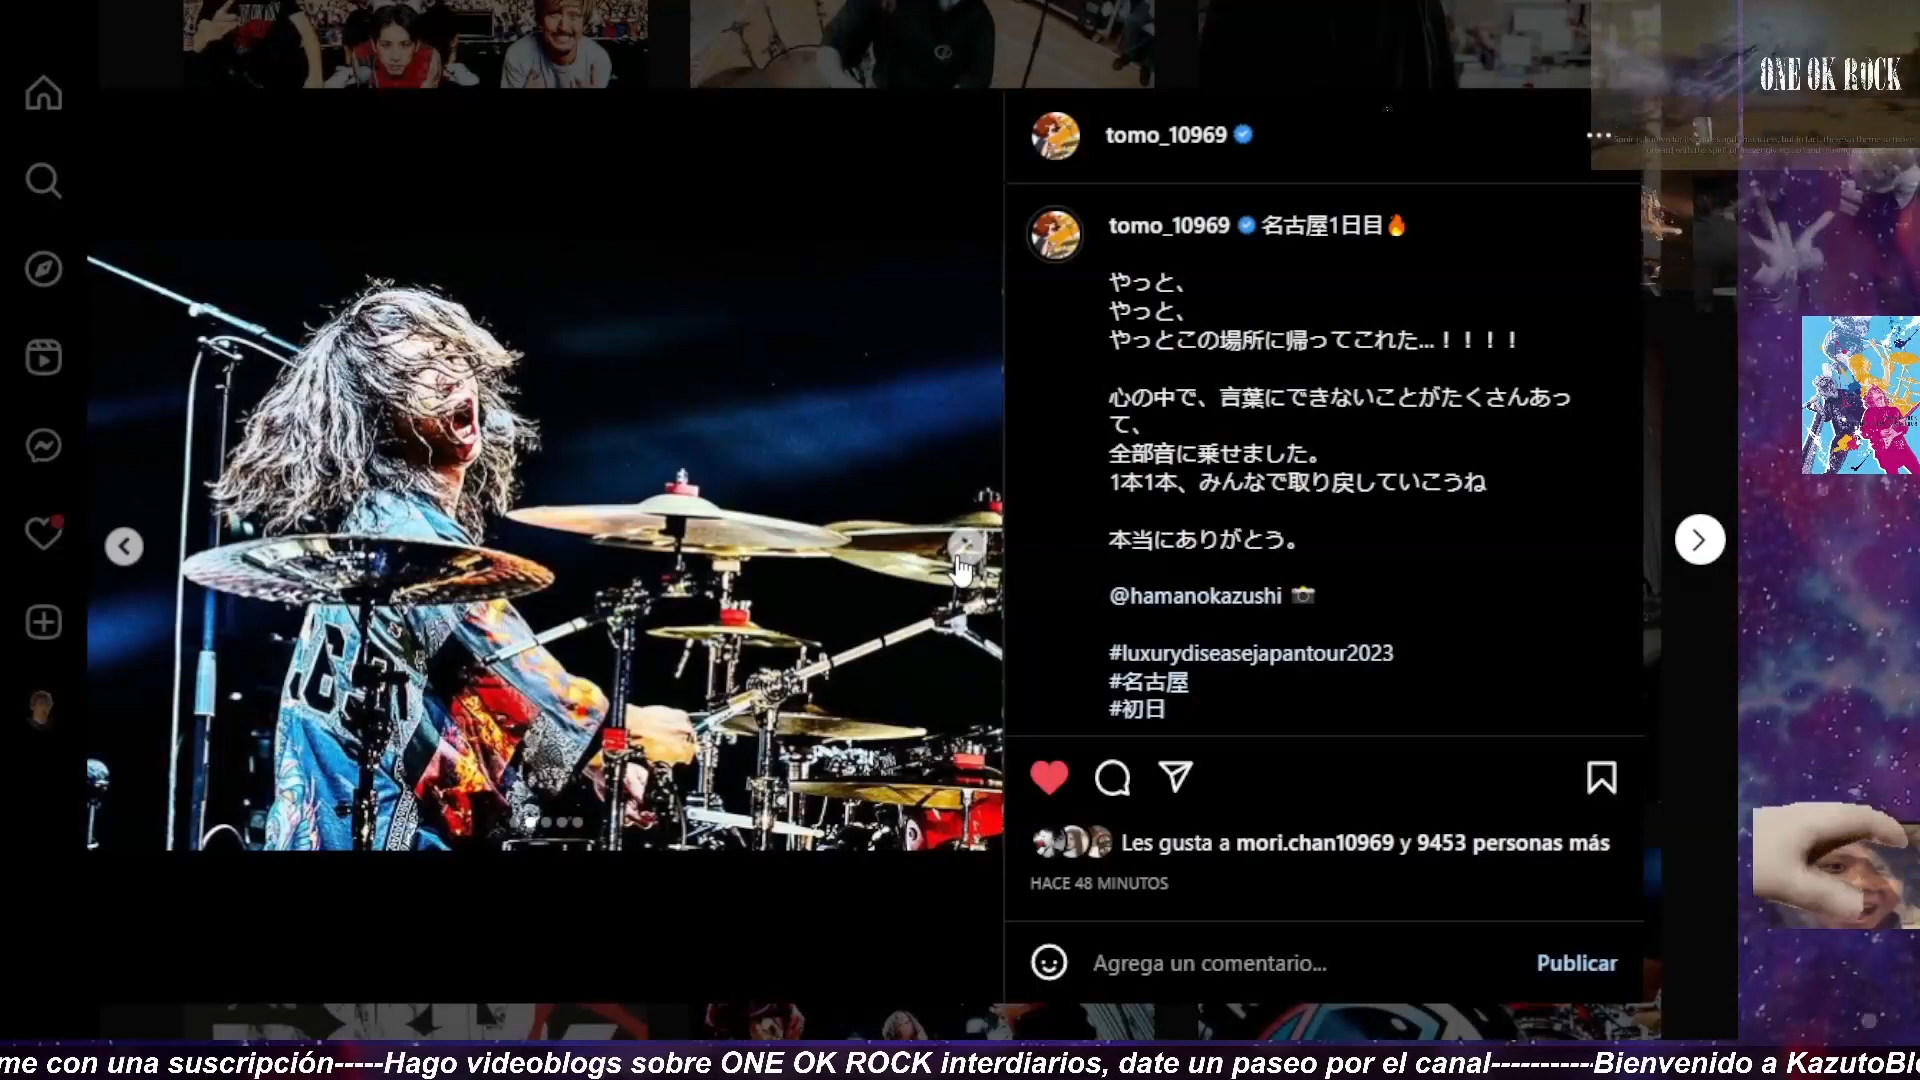 ONE OK ROCK
tomo_10969
tomo_10969 名古屋1日目🔥
やっと、
やっと、
やっとこの場所に帰ってこれた...！！！！
心の中で、言葉にできないことがたくさんあっ
て、
全部音に乗せました。
1本1本、みんなで取り戻していこうね
本当にありがとう。
@hamanokazushi 📸
#luxurydiseasejapantour2023
#名古屋
#初日
Les gusta a mori.chan10969 y 9453 personas más
HACE 48 MINUTOS
Agrega un comentario...
Publicar
me con una suscripción-----Hago videoblogs sobre ONE OK ROCK interdiarios, date un paseo por el canal----------Bienvenido a KazutoBl